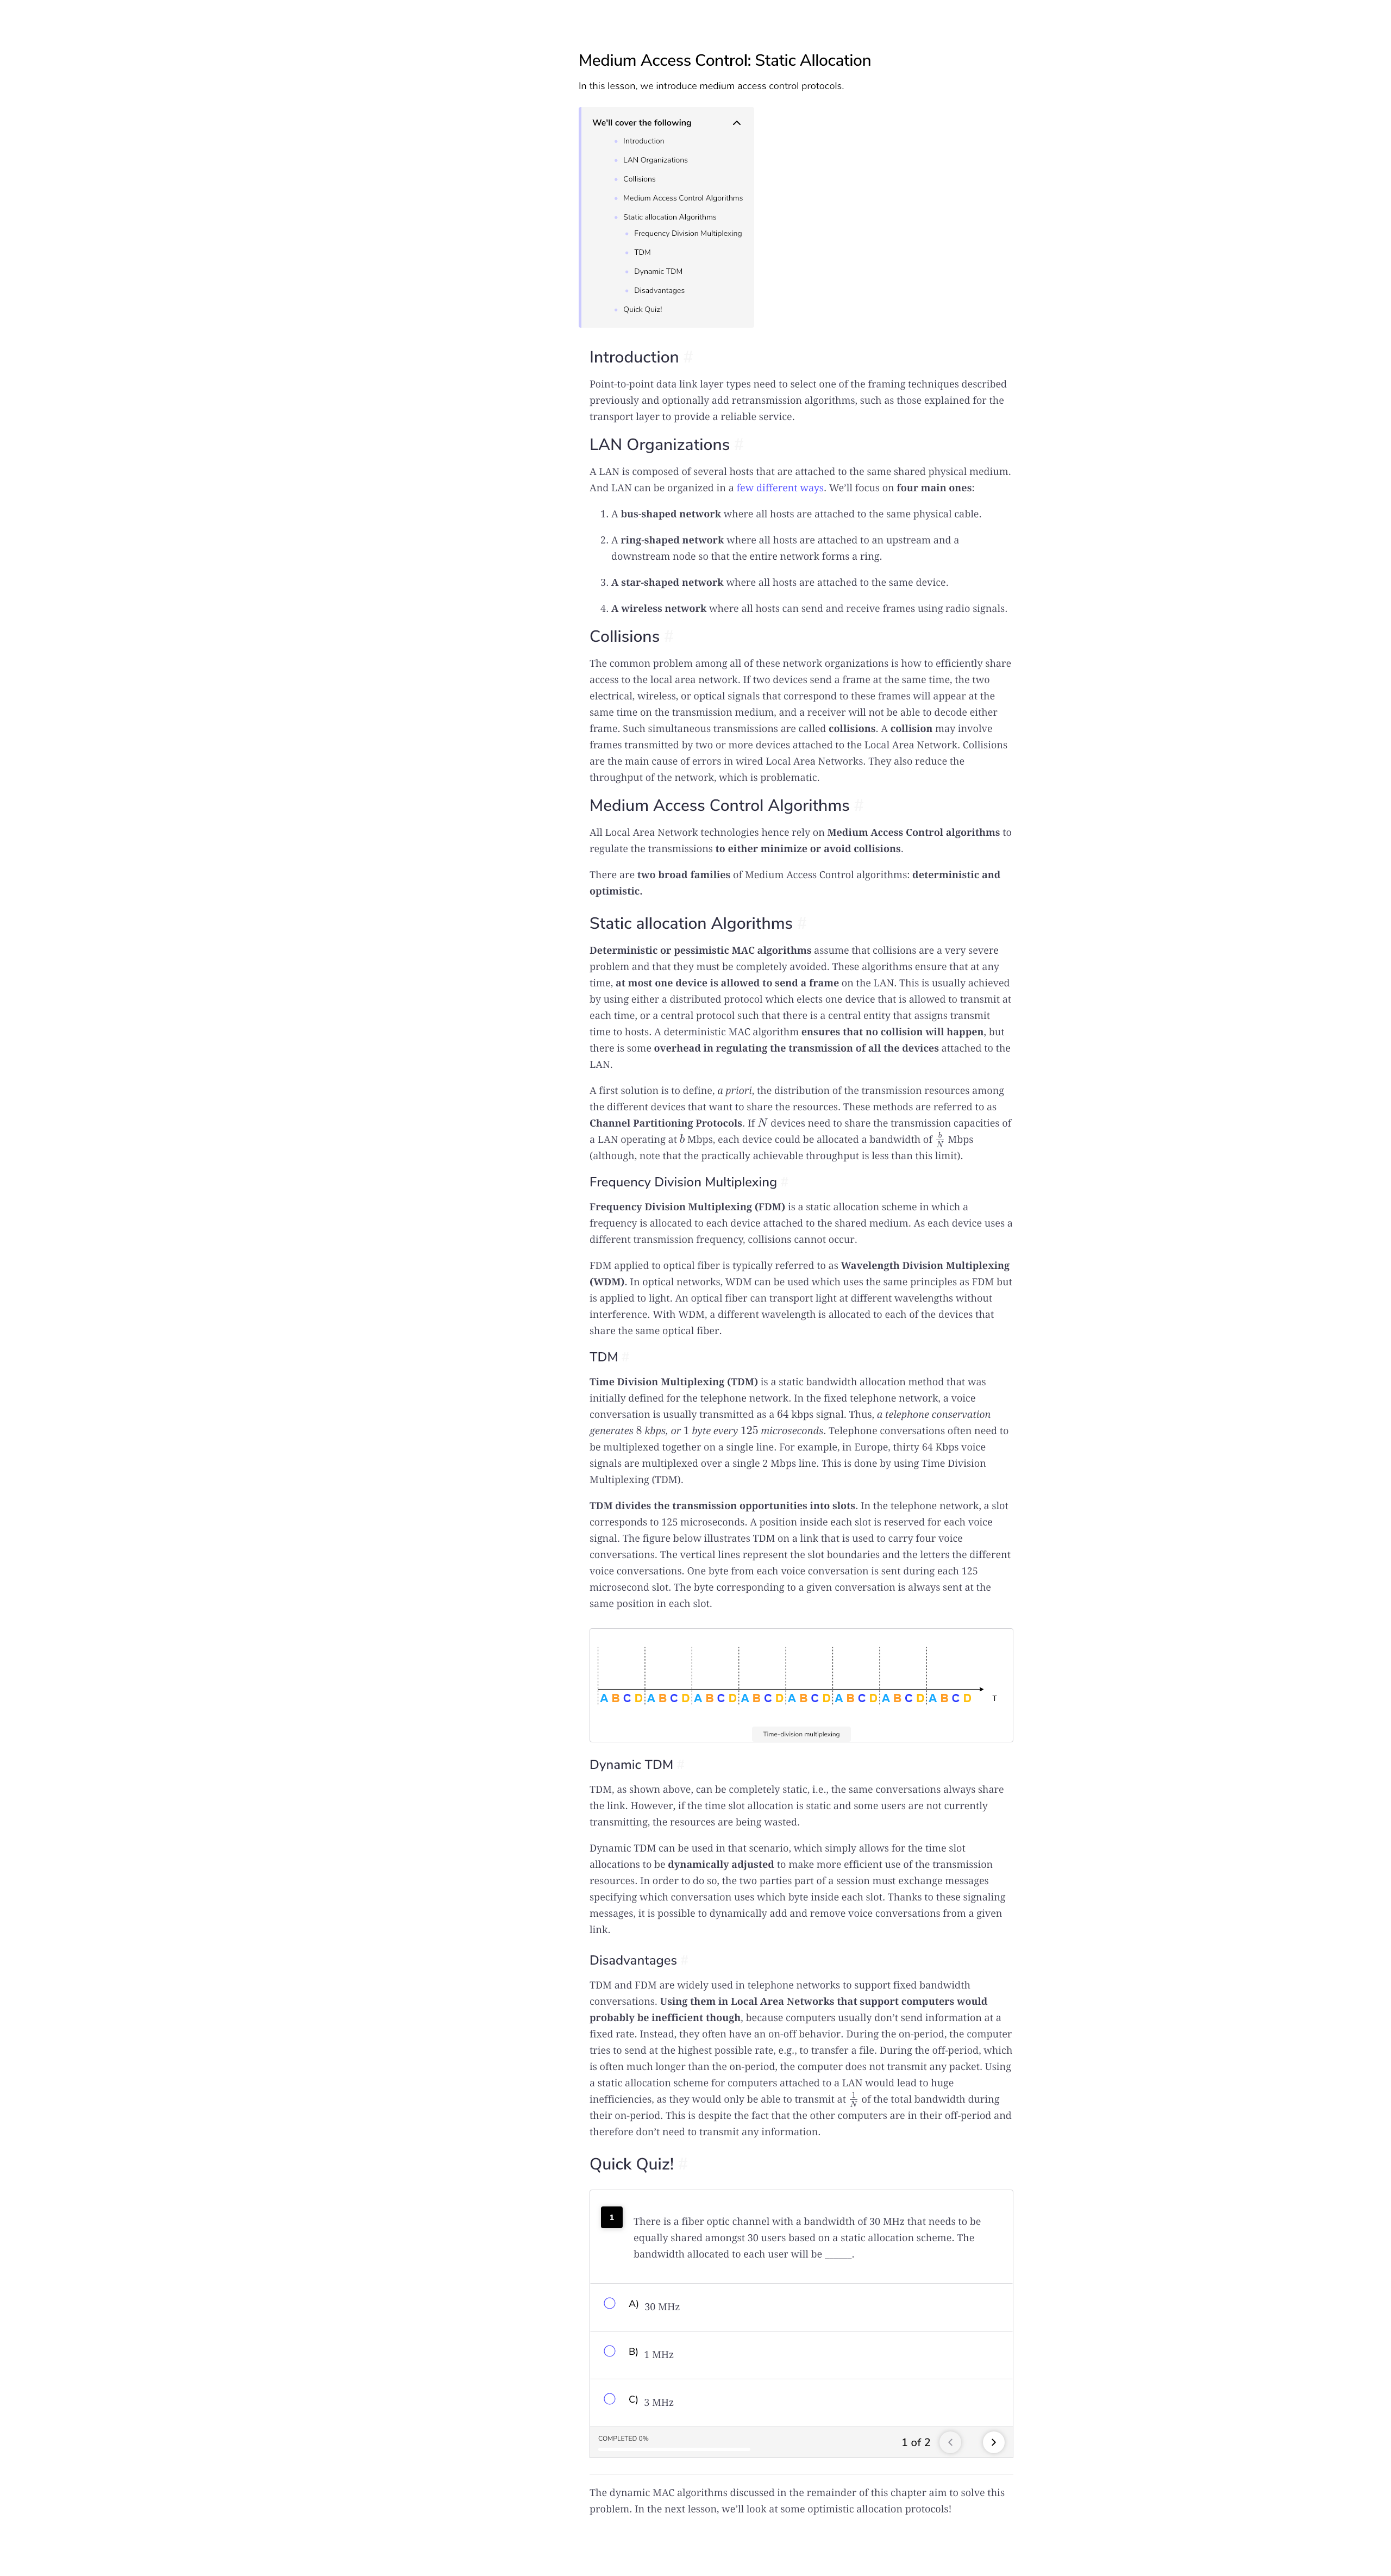 Medium Access Control: Static Allocation
In this lesson, we introduce medium access control protocols.
We'll cover the following
Introduction
LAN Organizations
Collisions
Medium Access Control Algorithms
Static allocation Algorithms
Frequency Division Multiplexing
TDM
Dynamic TDM
Disadvantages
Quick Quiz!
Introduction #
Point-to-point data link layer types need to select one of the framing techniques described
previously and optionally add retransmission algorithms, such as those explained for the
transport layer to provide a reliable service.
LAN Organizations #
A LAN is composed of several hosts that are attached to the same shared physical medium.
And LAN can be organized in a few different ways. We'll focus on four main ones:
1. A bus-shaped network where all hosts are attached to the same physical cable.
2. A ring-shaped network where all hosts are attached to an upstream and a
downstream node so that the entire network forms a ring.
3. A star-shaped network where all hosts are attached to the same device.
4. A wireless network where all hosts can send and receive frames using radio signals.
Collisions #
The common problem among all of these network organizations is how to efficiently share
access to the local area network. If two devices send a frame at the same time, the two
electrical, wireless, or optical signals that correspond to these frames will appear at the
same time on the transmission medium, and a receiver will not be able to decode either
frame. Such simultaneous transmissions are called collisions. A collision may involve
frames transmitted by two or more devices attached to the Local Area Network. Collisions
are the main cause of errors in wired Local Area Networks. They also reduce the
throughput of the network, which is problematic.
Medium Access Control Algorithms #
All Local Area Network technologies hence rely on Medium Access Control algorithms to
regulate the transmissions to either minimize or avoid collisions.
There are two broad families of Medium Access Control algorithms: deterministic and
optimistic.
Static allocation Algorithms #
Deterministic or pessimistic MAC algorithms assume that collisions are a very severe
problem and that they must be completely avoided. These algorithms ensure that at any
time, at most one device is allowed to send a frame on the LAN. This is usually achieved
by using either a distributed protocol which elects one device that is allowed to transmit at
each time, or a central protocol such that there is a central entity that assigns transmit
time to hosts. A deterministic MAC algorithm ensures that no collision will happen, but
there is some overhead in regulating the transmission of all the devices attached to the
LAN.
A first solution is to define, a priori, the distribution of the transmission resources among
the different devices that want to share the resources. These methods are referred to as
Channel Partitioning Protocols. If N devices need to share the transmission capacities of
a LAN operating at b Mbps, each device could be allocated a bandwidth of b/N Mbps
(although, note that the practically achievable throughput is less than this limit).
Frequency Division Multiplexing #
Frequency Division Multiplexing (FDM) is a static allocation scheme in which a
frequency is allocated to each device attached to the shared medium. As each device uses a
different transmission frequency, collisions cannot occur.
FDM applied to optical fiber is typically referred to as Wavelength Division Multiplexing
(WDM). In optical networks, WDM can be used which uses the same principles as FDM but
is applied to light. An optical fiber can transport light at different wavelengths without
interference. With WDM, a different wavelength is allocated to each of the devices that
share the same optical fiber.
TDM #
Time Division Multiplexing (TDM) is a static bandwidth allocation method that was
initially defined for the telephone network. In the fixed telephone network, a voice
conversation is usually transmitted as a 64 kbps signal. Thus, a telephone conservation
generates 8 kbps, or 1 byte every 125 microseconds. Telephone conversations often need to
be multiplexed together on a single line. For example, in Europe, thirty 64 Kbps voice
signals are multiplexed over a single 2 Mbps line. This is done by using Time Division
Multiplexing (TDM).
TDM divides the transmission opportunities into slots. In the telephone network, a slot
corresponds to 125 microseconds. A position inside each slot is reserved for each voice
signal. The figure below illustrates TDM on a link that is used to carry four voice
conversations. The vertical lines represent the slot boundaries and the letters the different
voice conversations. One byte from each voice conversation is sent during each 125
microsecond slot. The byte corresponding to a given conversation is always sent at the
same position in each slot.
A B C D A B C D A B C D A B C D A B C D A B C D A B C D A B C D T
Time-division multiplexing
Dynamic TDM #
TDM, as shown above, can be completely static, i.e., the same conversations always share
the link. However, if the time slot allocation is static and some users are not currently
transmitting, the resources are being wasted.
Dynamic TDM can be used in that scenario, which simply allows for the time slot
allocations to be dynamically adjusted to make more efficient use of the transmission
resources. In order to do so, the two parties part of a session must exchange messages
specifying which conversation uses which byte inside each slot. Thanks to these signaling
messages, it is possible to dynamically add and remove voice conversations from a given
link.
Disadvantages #
TDM and FDM are widely used in telephone networks to support fixed bandwidth
conversations. Using them in Local Area Networks that support computers would
probably be inefficient though, because computers usually don't send information at a
fixed rate. Instead, they often have an on-off behavior. During the on-period, the computer
tries to send at the highest possible rate, e.g., to transfer a file. During the off-period, which
is often much longer than the on-period, the computer does not transmit any packet. Using
a static allocation scheme for computers attached to a LAN would lead to huge
inefficiencies, as they would only be able to transmit at 1/N of the total bandwidth during
their on-period. This is despite the fact that the other computers are in their off-period and
therefore don't need to transmit any information.
Quick Quiz! #
1
There is a fiber optic channel with a bandwidth of 30 MHz that needs to be
equally shared amongst 30 users based on a static allocation scheme. The
bandwidth allocated to each user will be _____.
A) 30 MHz
B) 1 MHz
C) 3 MHz
COMPLETED 0%
1 of 2
The dynamic MAC algorithms discussed in the remainder of this chapter aim to solve this
problem. In the next lesson, we'll look at some optimistic allocation protocols!